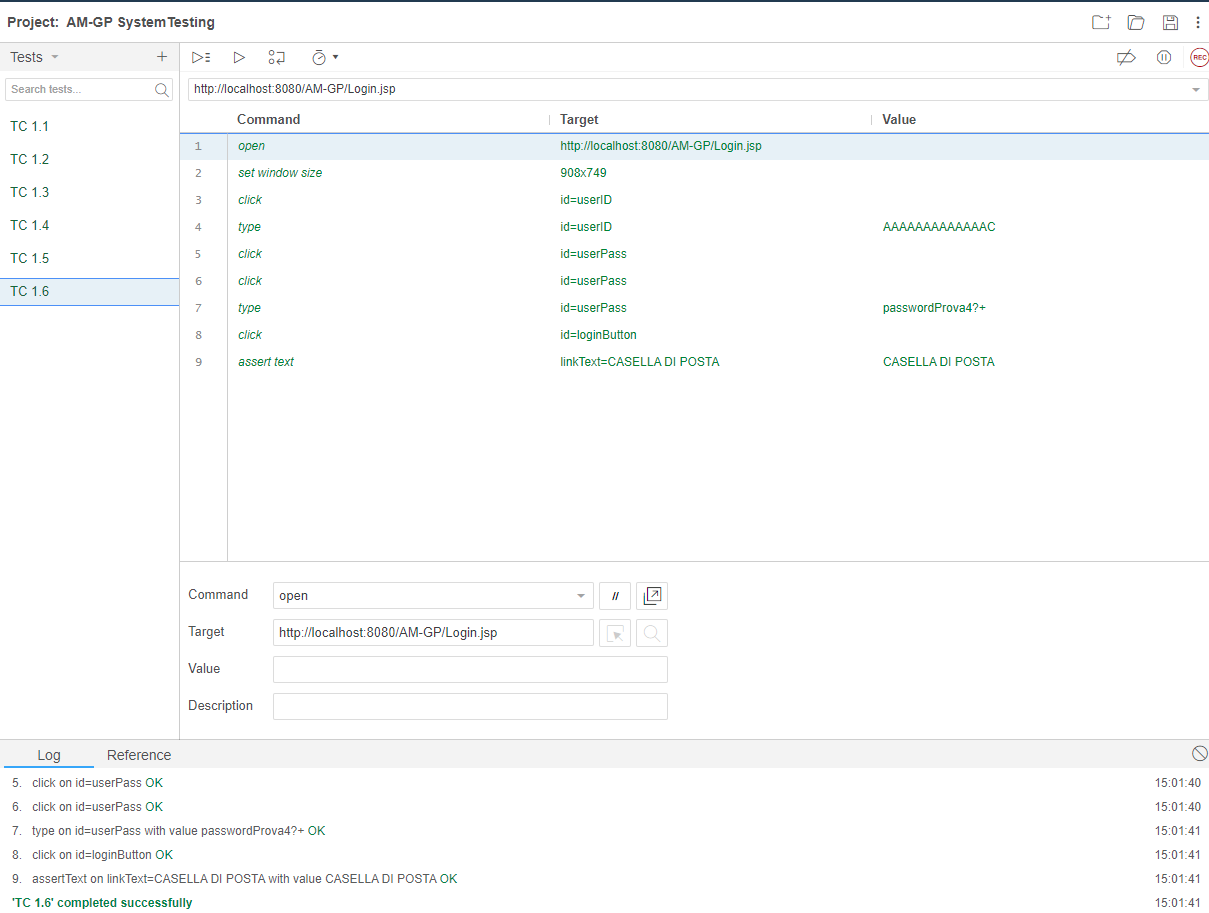 Project: AM-GP SystemTesting
Tests
Search tests...
TC 1.1
TC 1.2
TC 1.3
TC 1.4
TC 1.5
TC 1.6
REC
http://localhost:8080/AM-GP/Login.jsp
Command Target Value
1 open http://localhost:8080/AM-GP/Login.jsp
2 set window size 908x749
3 click id=userID
4 type id=userID AAAAAAAAAAAAAAC
5 click id=userPass
6 click id=userPass
7 type id=userPass passwordProva4?+
8 click id=loginButton
9 assert text linkText=CASELLA DI POSTA CASELLA DI POSTA
Command open //
Target http://localhost:8080/AM-GP/Login.jsp
Value
Description
Log Reference
5. click on id=userPass OK 15:01:40
6. click on id=userPass OK 15:01:40
7. type on id=userPass with value passwordProva4?+ OK 15:01:41
8. click on id=loginButton OK 15:01:41
9. assertText on linkText=CASELLA DI POSTA with value CASELLA DI POSTA OK 15:01:41
'TC 1.6' completed successfully 15:01:41